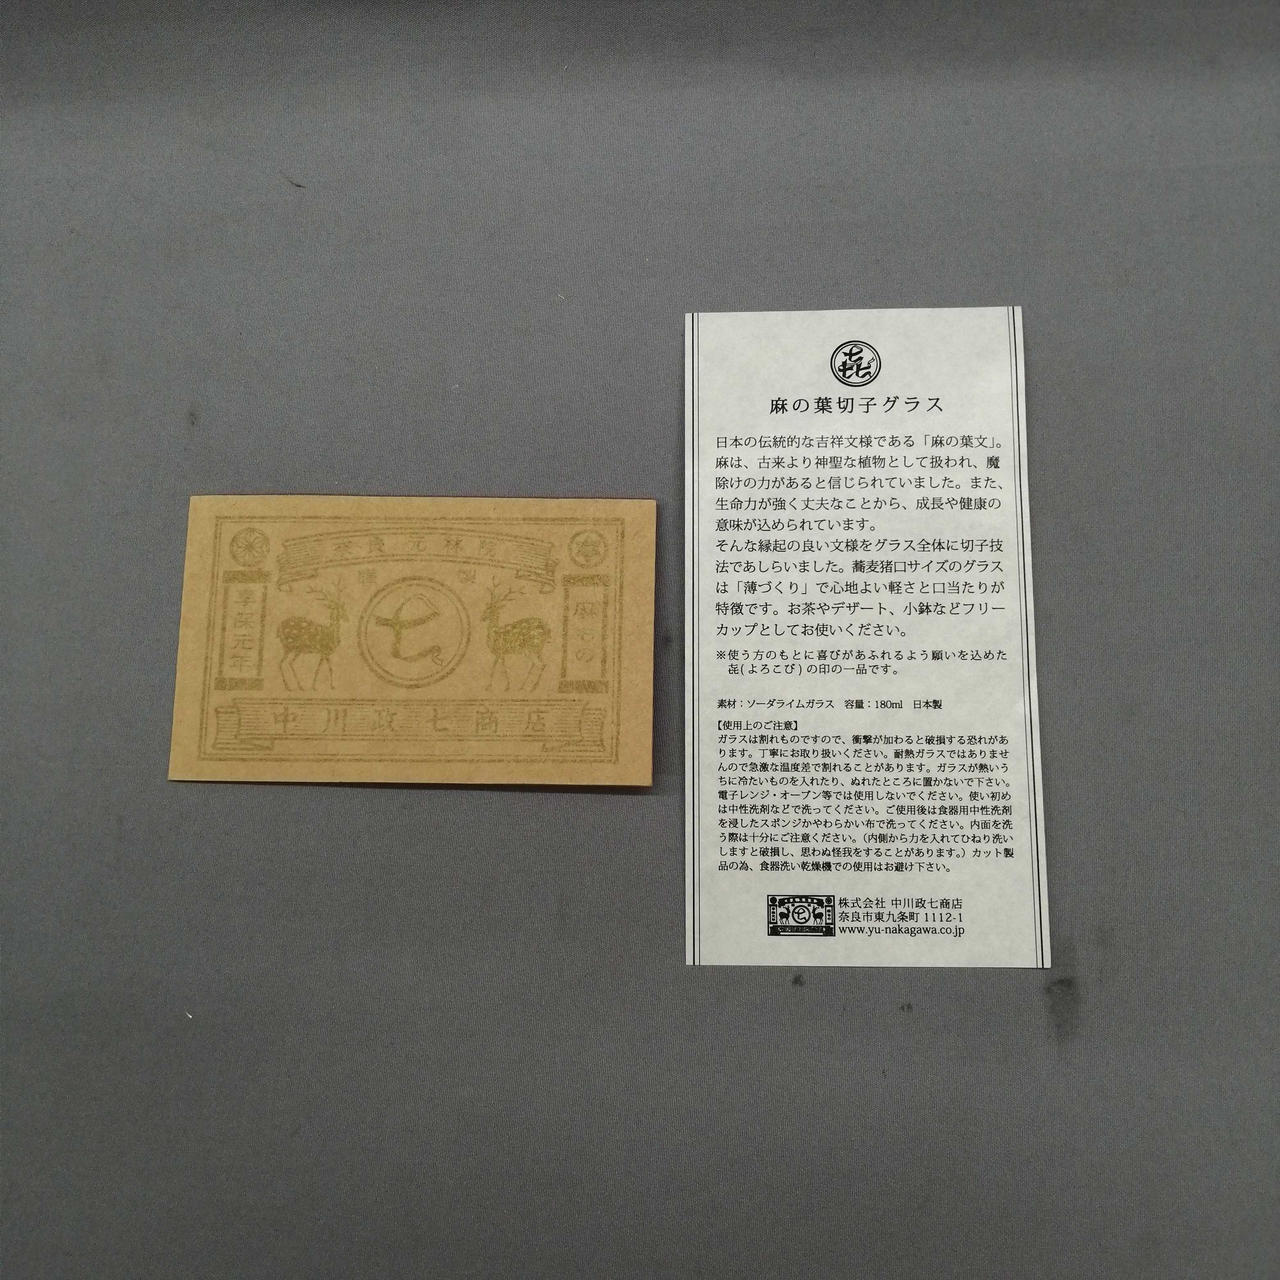 奈良元林院
謹製
享保元年
麻もの
七
中川政七商店
㐂
麻の葉切子グラス
日本の伝統的な吉祥文様である「麻の葉文」。
麻は、古来より神聖な植物として扱われ、魔
除けの力があると信じられていました。また、
生命力が強く丈夫なことから、成長や健康の
意味が込められています。
そんな縁起の良い文様をグラス全体に切子技
法であしらいました。蕎麦猪口サイズのグラス
は「薄づくり」で心地よい軽さと口当たりが
特徴です。お茶やデザート、小鉢などフリー
カップとしてお使いください。
※使う方のもとに喜びがあふれるよう願いを込めた
㐂(よろこび)の印の一品です。
素材:ソーダライムガラス 容量:180ml 日本製
【使用上のご注意】
ガラスは割れものですので、衝撃が加わると破損する恐れがあ
ります。丁寧にお取り扱いください。耐熱ガラスではありませ
んので急激な温度差で割れることがあります。ガラスが熱いう
ちに冷たいものを入れたり、ぬれたところに置かないで下さい。
電子レンジ・オーブン等では使用しないでください。使い初め
は中性洗剤などで洗ってください。ご使用後は食器用中性洗剤
を浸したスポンジかやわらかい布で洗ってください。内面を洗
う際は十分にご注意ください。(内側から力を入れてひねり洗い
しますと破損し、思わぬ怪我をすることがあります。)カット製
品の為、食器洗い乾燥機での使用はお避け下さい。
株式会社 中川政七商店
奈良市東九条町 1112-1
www.yu-nakagawa.co.jp